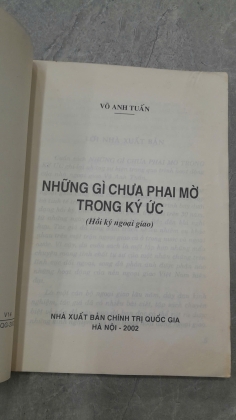 VÕ ANH TUẤN
NHỮNG GÌ CHƯA PHAI MỜ
TRONG KÝ ỨC
(Hồi ký ngoại giao)
NHÀ XUẤT BẢN CHÍNH TRỊ QUỐC GIA
HÀ NỘI - 2002